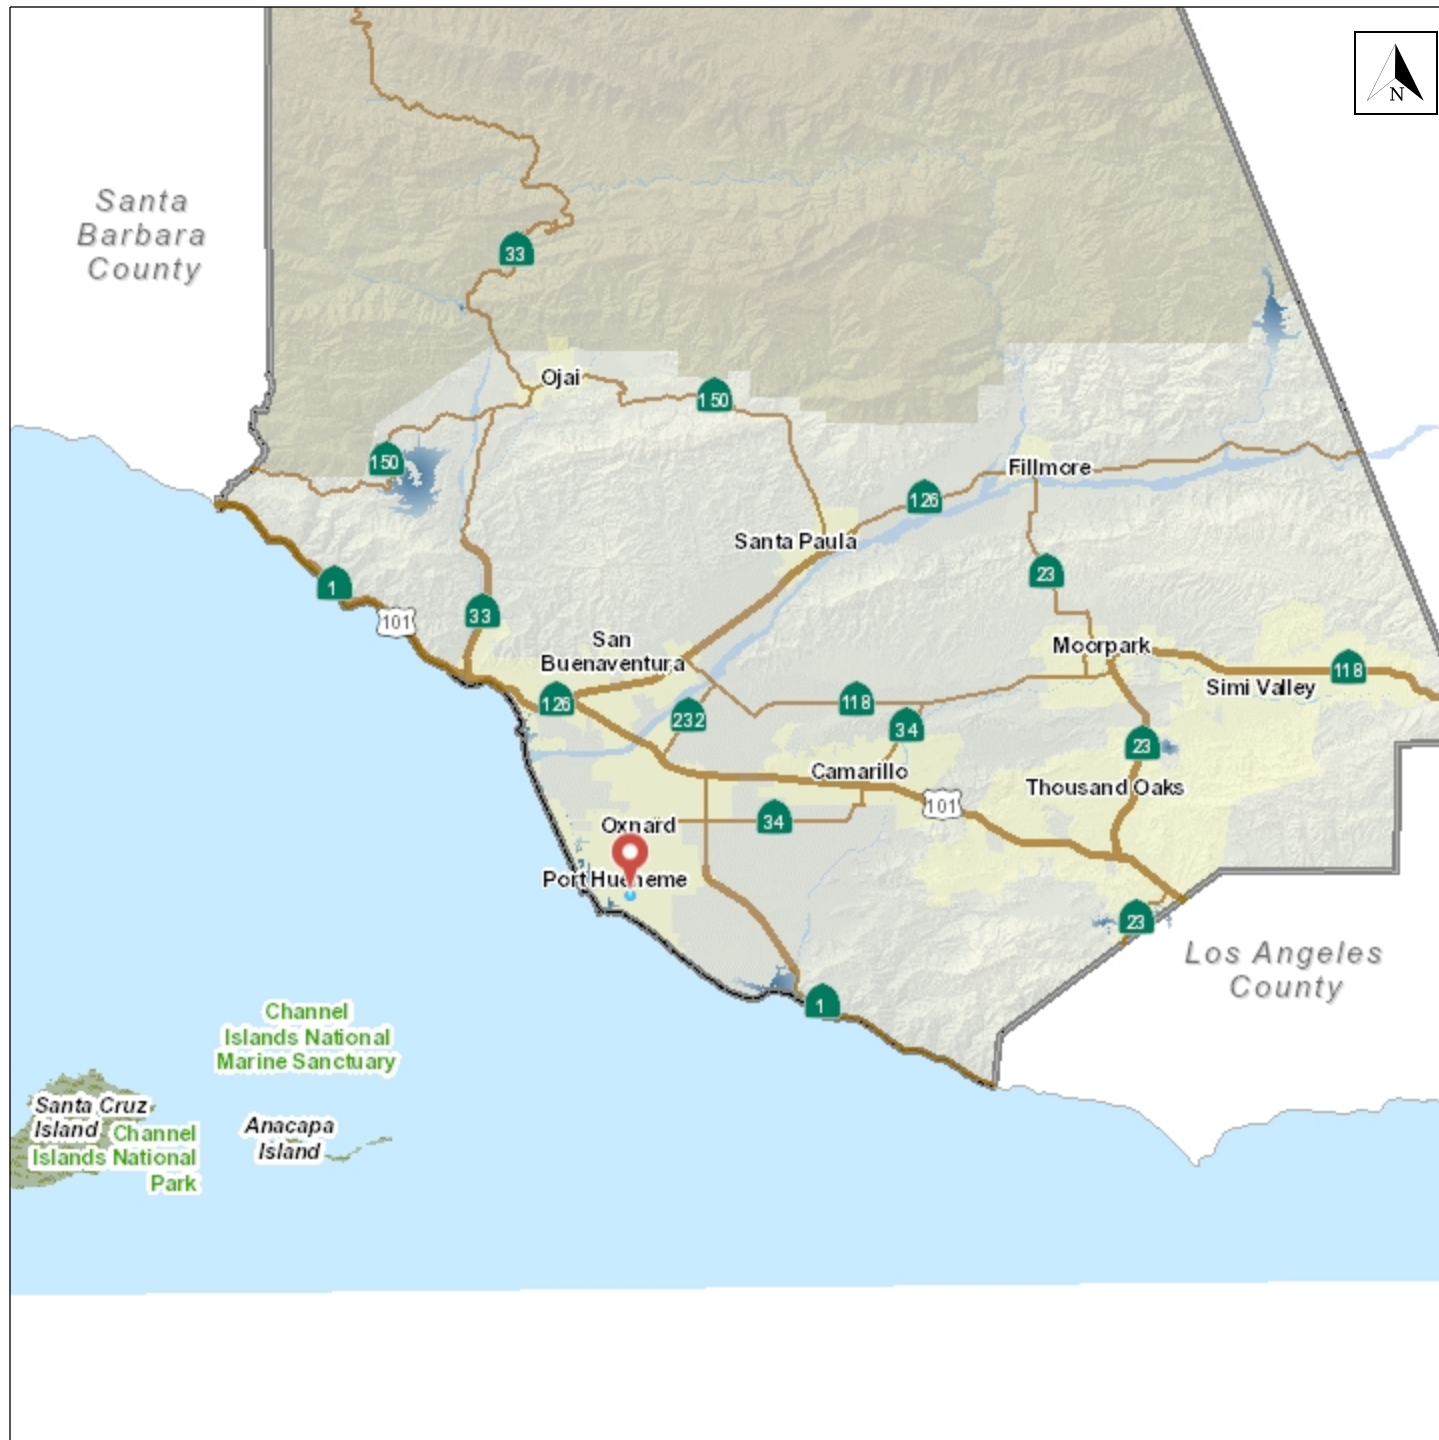 N
Santa
Barbara
County
33
Ojai
150
150
Fillmore
126
Santa Paula
23
1
33
101
San
Buenaventura
Moorpark
118
Simi Valley
126
118
232
34
23
Camarillo
Thousand Oaks
101
Oxnard
34
Port Hueneme
23
Los Angeles
County
1
Channel
Islands National
Marine Sanctuary
Santa Cruz
Island
Channel
Islands National
Park
Anacapa
Island